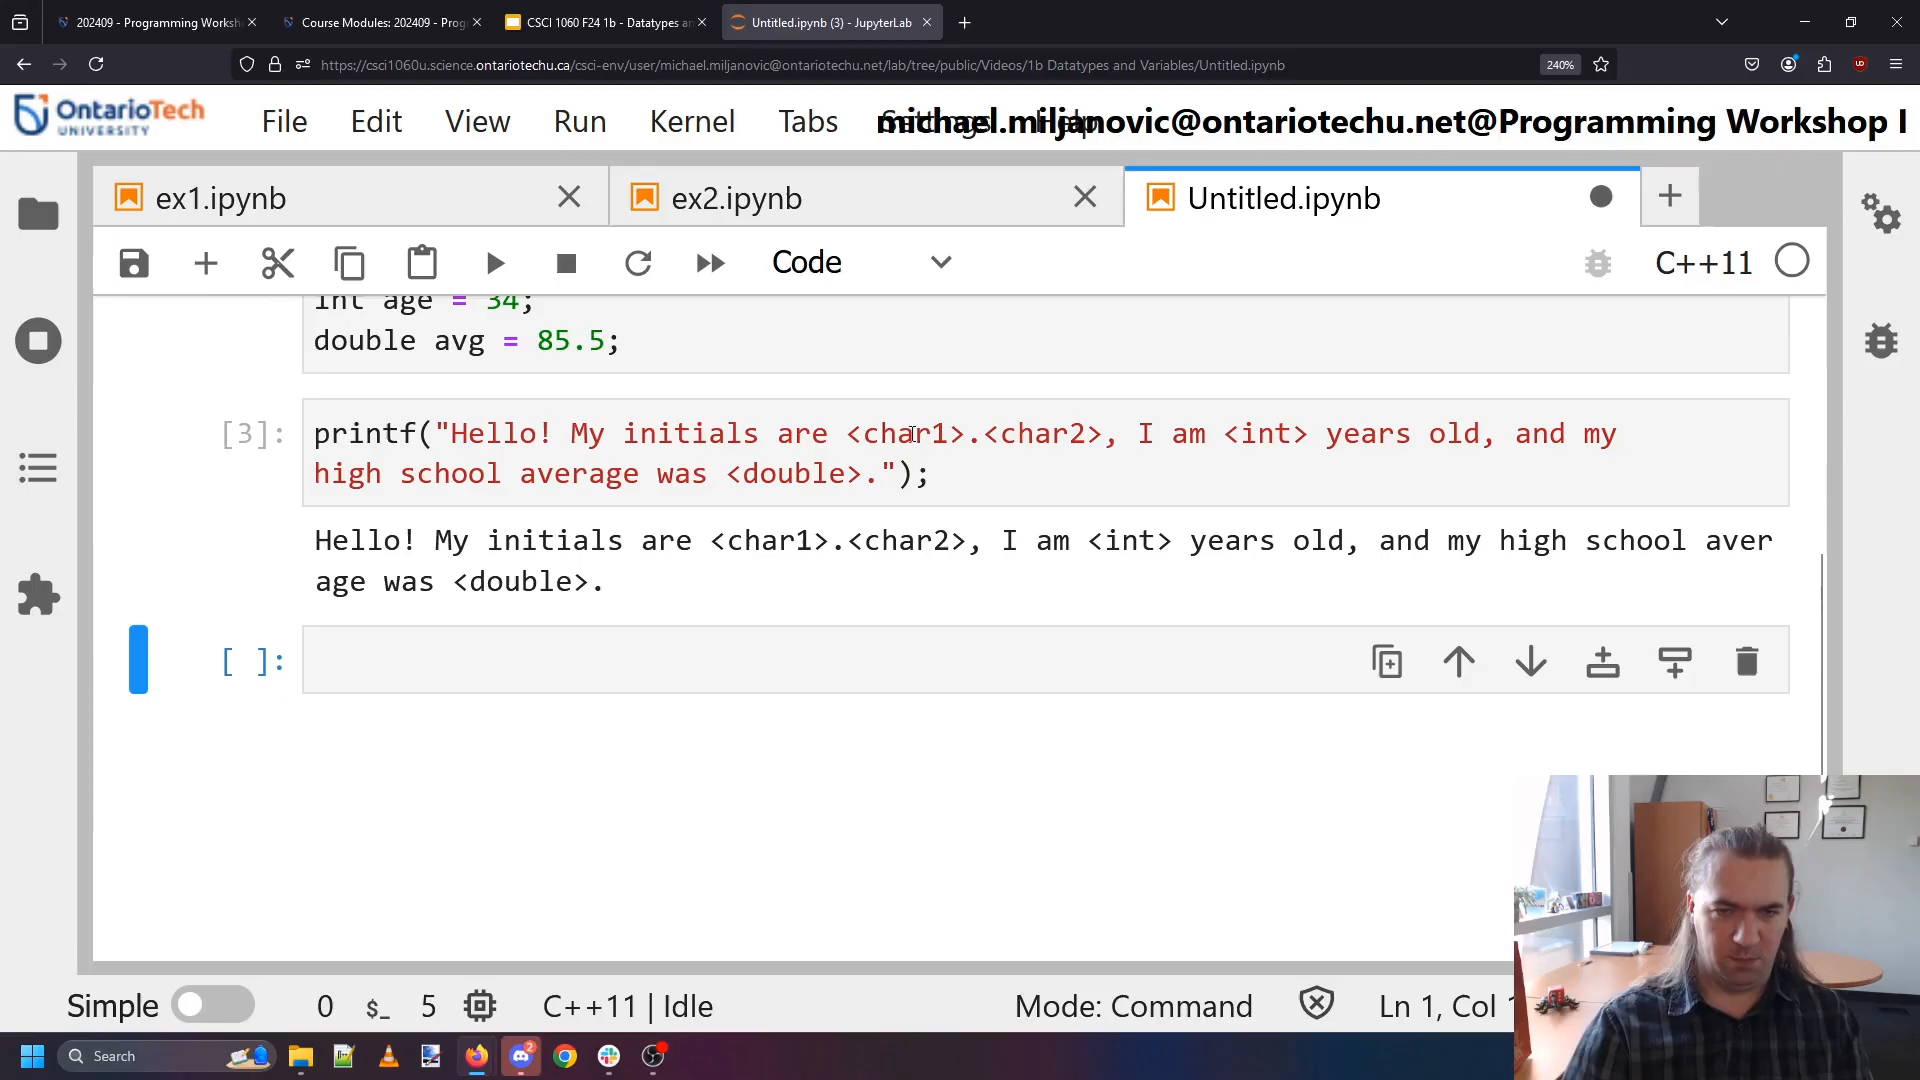 202409 - Programming Worksh
Course Modules: 202409 - Prog
CSCI 1060 F24 1b - Datatypes an
Untitled.ipynb (3) - JupyterLab
https://csci1060u.science.ontariotechu.ca/csci-env/user/michael.miljanovic@ontariotechu.net/lab/tree/public/Videos/1b Datatypes and Variables/Untitled.ipynb
240%
OntarioTech
UNIVERSITY
File Edit View Run Kernel Tabs Settings Help
michael.miljanovic@ontariotechu.net@Programming Workshop I
ex1.ipynb
ex2.ipynb
Untitled.ipynb
Code
C++11
int age = 34;
double avg = 85.5;
[3]:
printf("Hello! My initials are <char1>.<char2>, I am <int> years old, and my
high school average was <double>.");
Hello! My initials are <char1>.<char2>, I am <int> years old, and my high school aver
age was <double>.
[ ]:
Simple
0
$_
5
C++11 | Idle
Mode: Command
Ln 1, Col
Search
2